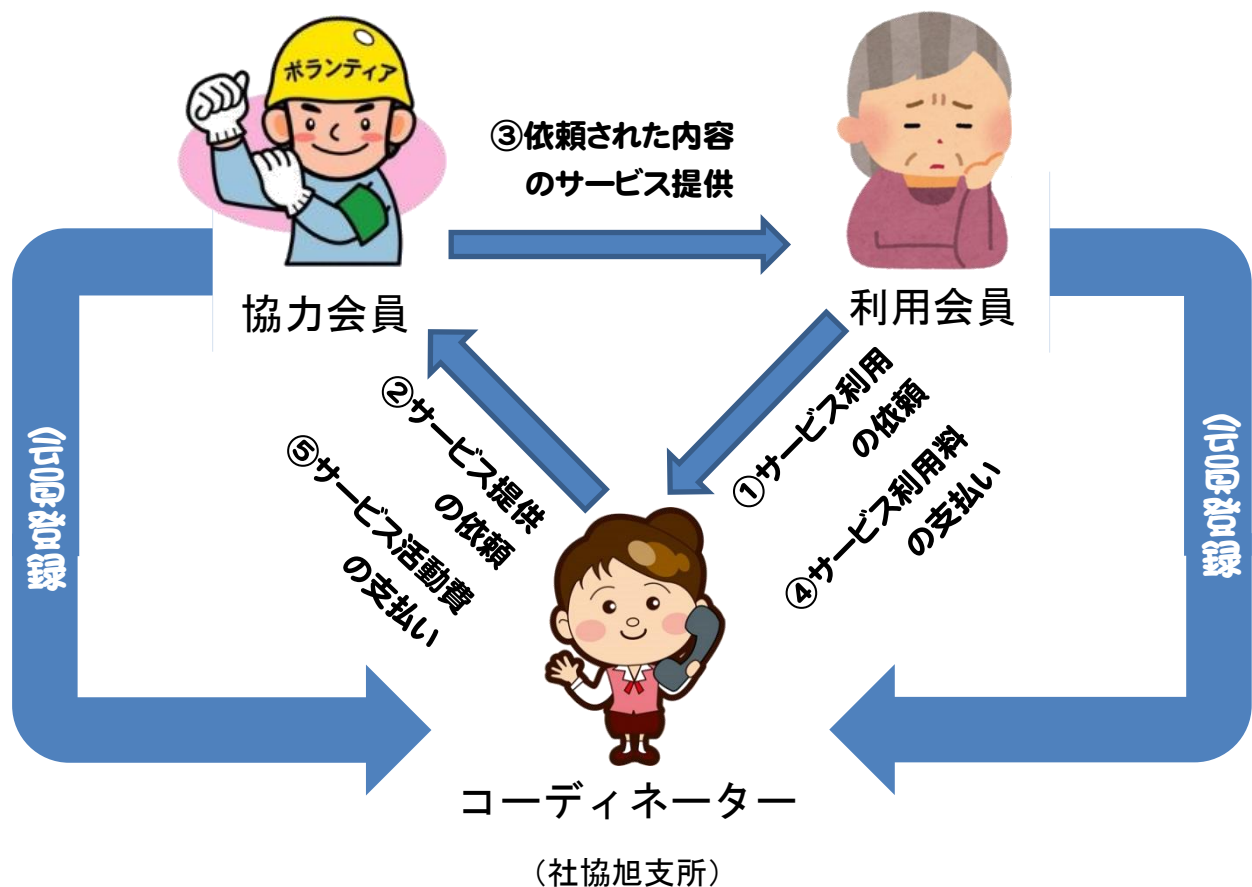 ボランティア
③依頼された内容
のサービス提供
協力会員
利用会員
①サービス利用
の依頼
④サービス利用料
の支払い
②サービス提供
の依頼
⑤サービス活動費
の支払い
会員登録
会員登録
コーディネーター
（社協旭支所）